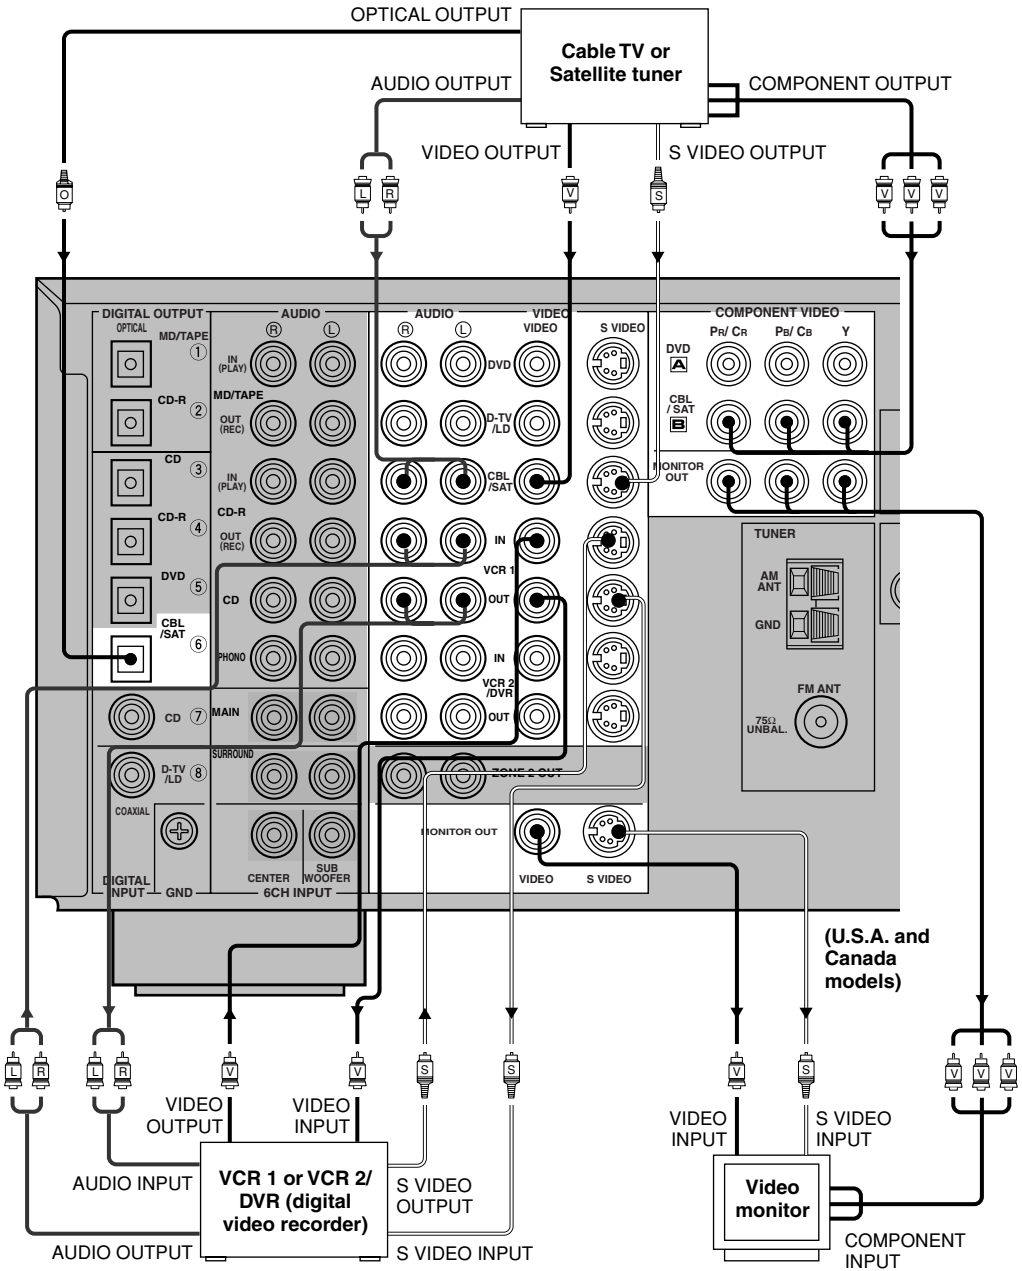 OPTICAL OUTPUT
Cable TV or
Satellite tuner
AUDIO OUTPUT
COMPONENT OUTPUT
VIDEO OUTPUT
S VIDEO OUTPUT
O
L
R
V
S
V
V
V
DIGITAL OUTPUT
OPTICAL
MD/TAPE
①
CD-R
②
CD
③
CD-R
④
DVD
⑤
CBL
/SAT
⑥
CD
⑦
D-TV
/LD
⑧
COAXIAL
DIGITAL
INPUT
GND
AUDIO
Ⓡ
Ⓛ
IN
(PLAY)
MD/TAPE
OUT
(REC)
IN
(PLAY)
CD-R
OUT
(REC)
CD
PHONO
MAIN
SURROUND
CENTER
SUB
WOOFER
6CH INPUT
AUDIO
Ⓡ
Ⓛ
VIDEO
VIDEO
S VIDEO
DVD
D-TV
/LD
CBL
/SAT
IN
VCR 1
OUT
IN
VCR 2
/DVR
OUT
ZONE 2 OUT
MONITOR OUT
VIDEO
S VIDEO
COMPONENT VIDEO
PR/ CR
PB/ CB
Y
DVD
A
CBL
/ SAT
B
MONITOR
OUT
TUNER
AM
ANT
GND
FM ANT
75Ω
UNBAL.
(U.S.A. and
Canada
models)
L
R
L
R
V
V
S
S
V
S
V
V
V
VIDEO
OUTPUT
VIDEO
INPUT
AUDIO INPUT
AUDIO OUTPUT
VCR 1 or VCR 2/
DVR (digital
video recorder)
S VIDEO
OUTPUT
S VIDEO INPUT
VIDEO
INPUT
S VIDEO
INPUT
Video
monitor
COMPONENT
INPUT